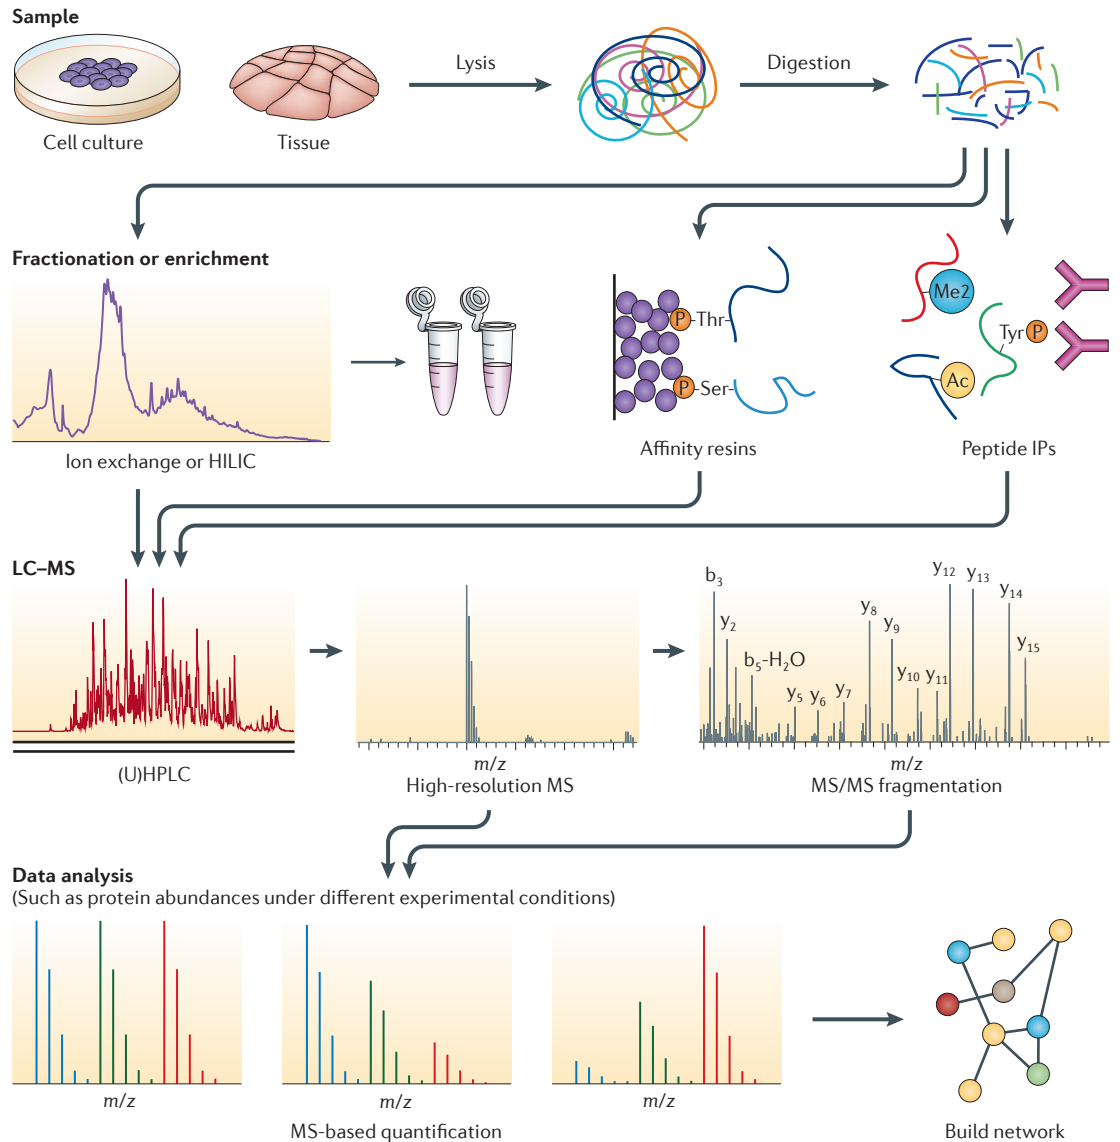 Sample
Lysis
Digestion
Cell culture
Tissue
Fractionation or enrichment
Me2
P-Thr-
Tyr P
Ac
P-Ser-
Ion exchange or HILIC
Affinity resins
Peptide IPs
LC–MS
b3
y2
b5-H2O
y5
y6
y7
y8
y9
y10
y11
y12
y13
y14
y15
(U)HPLC
m/z
High-resolution MS
m/z
MS/MS fragmentation
Data analysis
(Such as protein abundances under different experimental conditions)
m/z
m/z
m/z
MS-based quantification
Build network